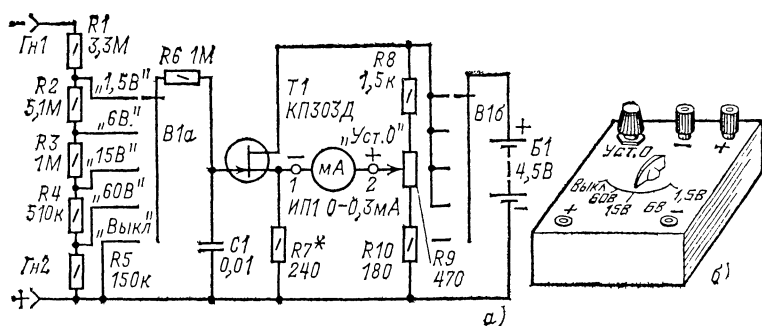 −
Гн1
R1
3,3М
R2
5,1М
R3
1М
R4
510к
Гн2
+
R5
150к
„1,5В"
„6В."
„15В"
„60В"
„Выкл"
В1а
R6 1М
С1
0,01
Т1
КП303Д
−
1
мА
+
2
ИП1 0-0,3мА
R7*
240
„Уст.0"
R8
1,5к
R10
180
R9
470
В1б
+
Б1
4,5В
−
а)
Уст.0
−
+
Выкл
60В
15В
6В
1,5В
+
−
б)